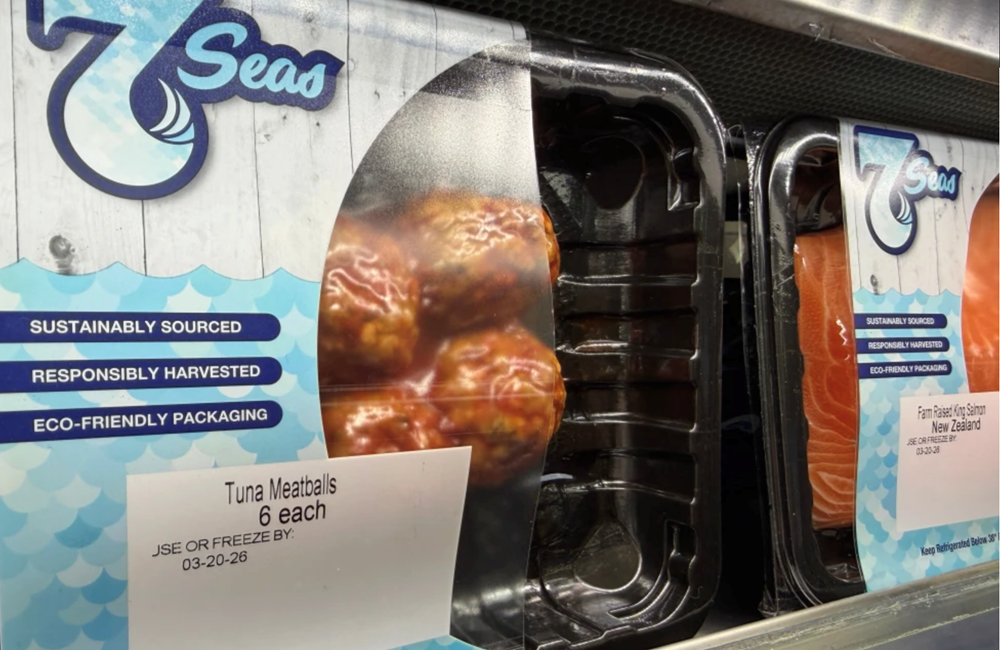 7 Seas
SUSTAINABLY SOURCED
RESPONSIBLY HARVESTED
ECO-FRIENDLY PACKAGING
Tuna Meatballs
6 each
JSE OR FREEZE BY:
03-20-26
7 Seas
SUSTAINABLY SOURCED
RESPONSIBLY HARVESTED
ECO-FRIENDLY PACKAGING
Farm Raised King Salmon
New Zealand
JSE OR FREEZE BY:
03-20-26
Keep Refrigerated Below 38°